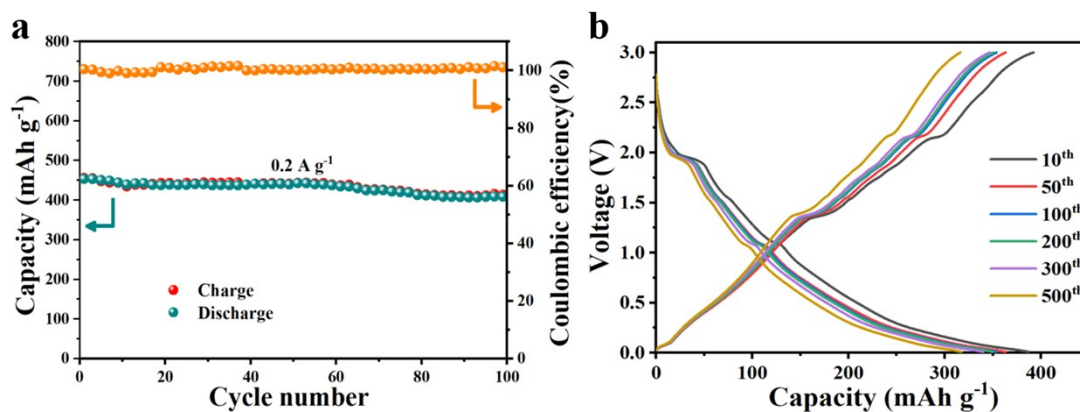 a
800
700
600
500
400
300
200
100
0
Capacity (mAh g⁻¹)
0.2 A g⁻¹
Charge
Discharge
0 20 40 60 80 100
Cycle number
100
80
60
40
20
0
Coulombic efficiency(%)
b
3.0
2.5
2.0
1.5
1.0
0.5
0.0
Voltage (V)
10th
50th
100th
200th
300th
500th
0 100 200 300 400
Capacity (mAh g⁻¹)